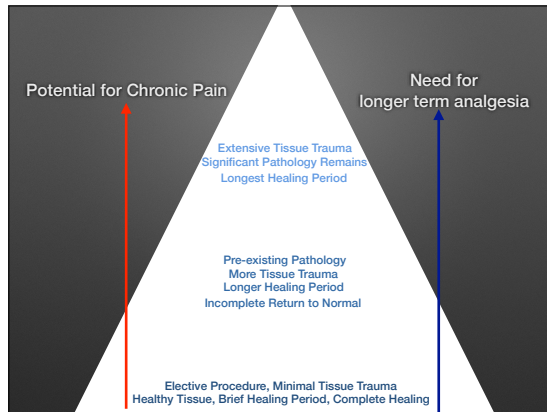 Potential for Chronic Pain
Need for
longer term analgesia
Extensive Tissue Trauma
Significant Pathology Remains
Longest Healing Period
Pre-existing Pathology
More Tissue Trauma
Longer Healing Period
Incomplete Return to Normal
Elective Procedure, Minimal Tissue Trauma
Healthy Tissue, Brief Healing Period, Complete Healing